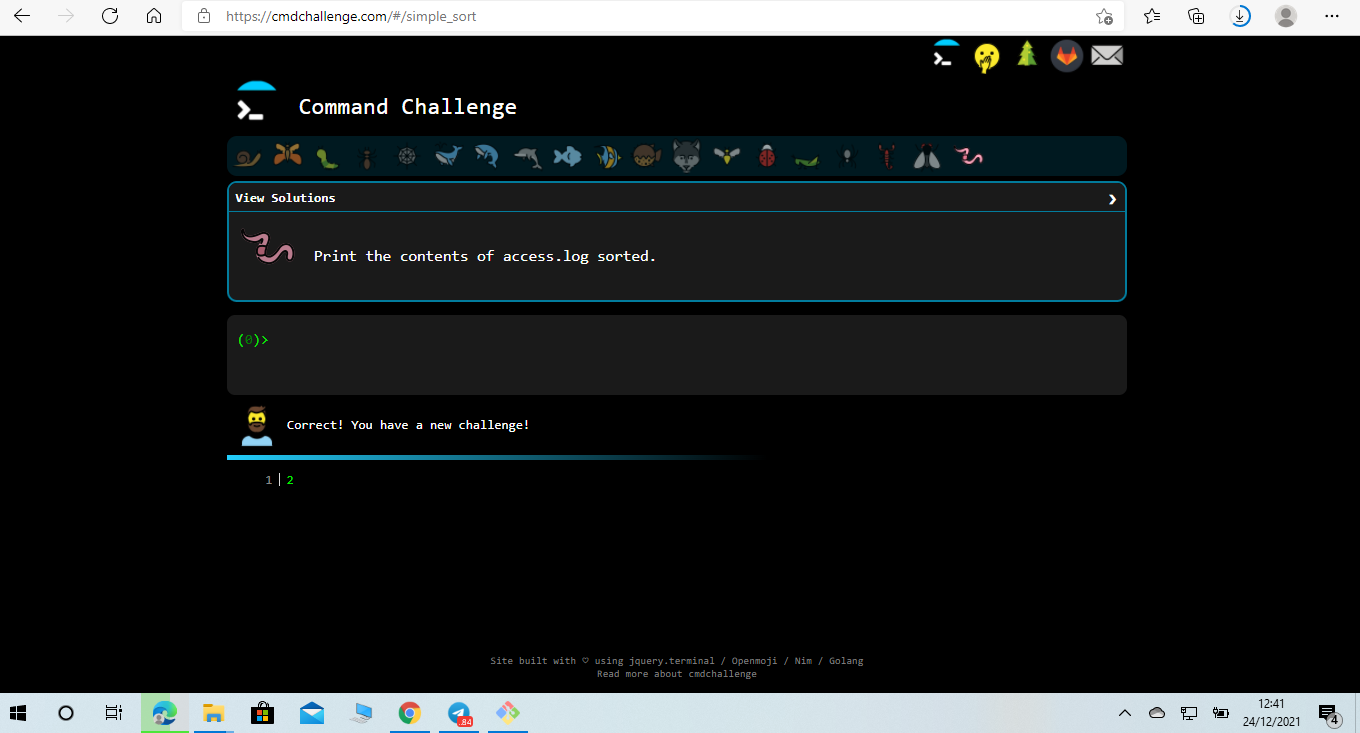 https://cmdchallenge.com/#/simple_sort
Command Challenge
View Solutions
Print the contents of access.log sorted.
(0)>
Correct! You have a new challenge!
1 | 2
Site built with ♡ using jquery.terminal / Openmoji / Nim / Golang
Read more about cmdchallenge
84
12:41
24/12/2021
4